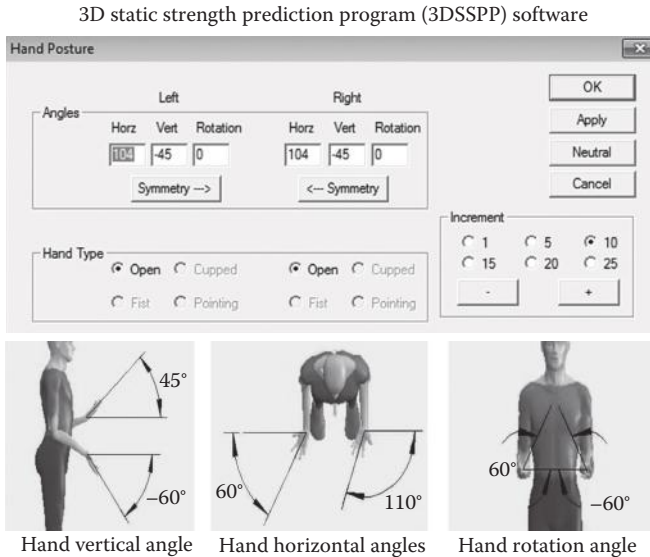 3D static strength prediction program (3DSSPP) software
Hand Posture
Left Right
Angles
Horz Vert Rotation Horz Vert Rotation
104 -45 0 104 -45 0
Symmetry --> <--- Symmetry
OK
Apply
Neutral
Cancel
Increment
1 5 10
15 20 25
- +
Hand Type
Open Cupped Open Cupped
Fist Pointing Fist Pointing
45°
−60°
60° 110°
60° −60°
Hand vertical angle Hand horizontal angles Hand rotation angle